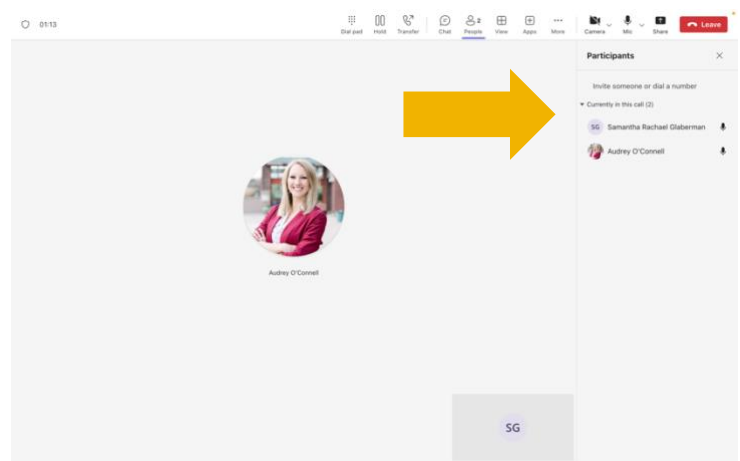 01:13
Dial pad Hold Transfer Chat 2 People View Apps More Camera Mic Share Leave
Participants
Invite someone or dial a number
Currently in this call (2)
SG Samantha Rachael Glaberman
Audrey O'Connell
Audrey O'Connell
SG